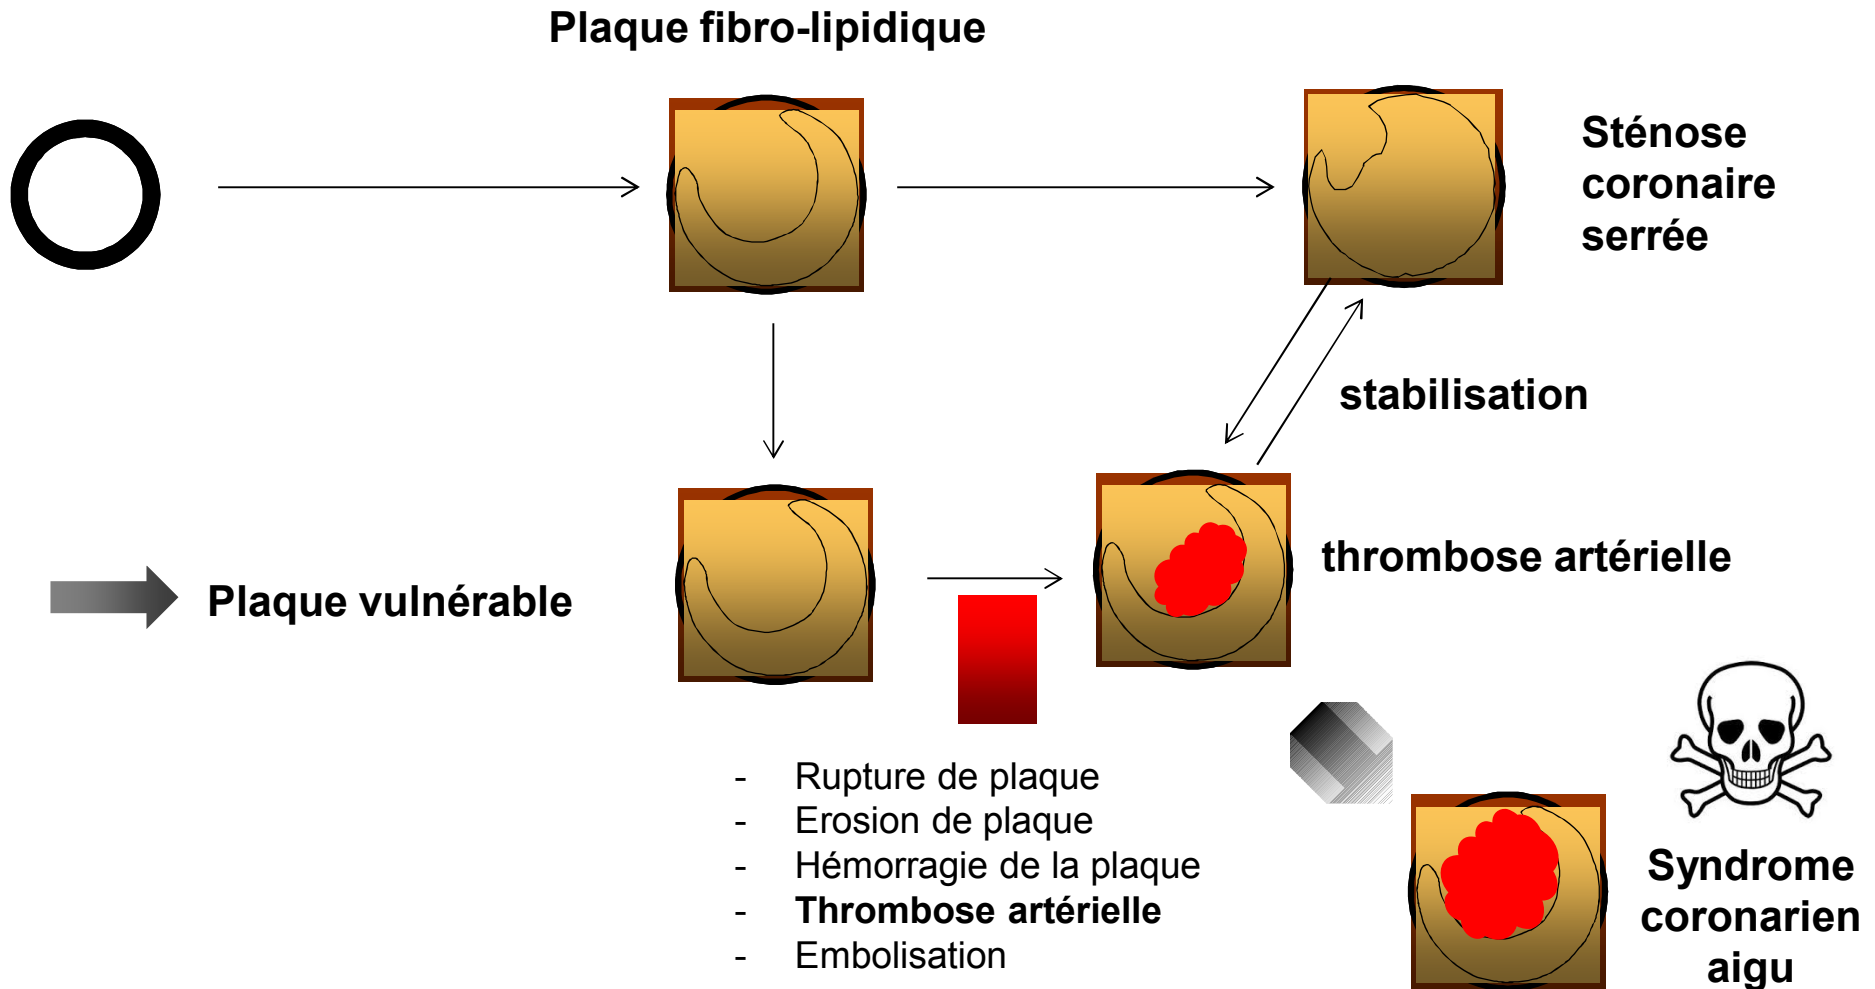 Plaque fibro-lipidique
Sténose
coronaire
serrée
stabilisation
thrombose artérielle
Plaque vulnérable
- Rupture de plaque
- Erosion de plaque
- Hémorragie de la plaque
- Thrombose artérielle
- Embolisation
Syndrome
coronarien
aigu